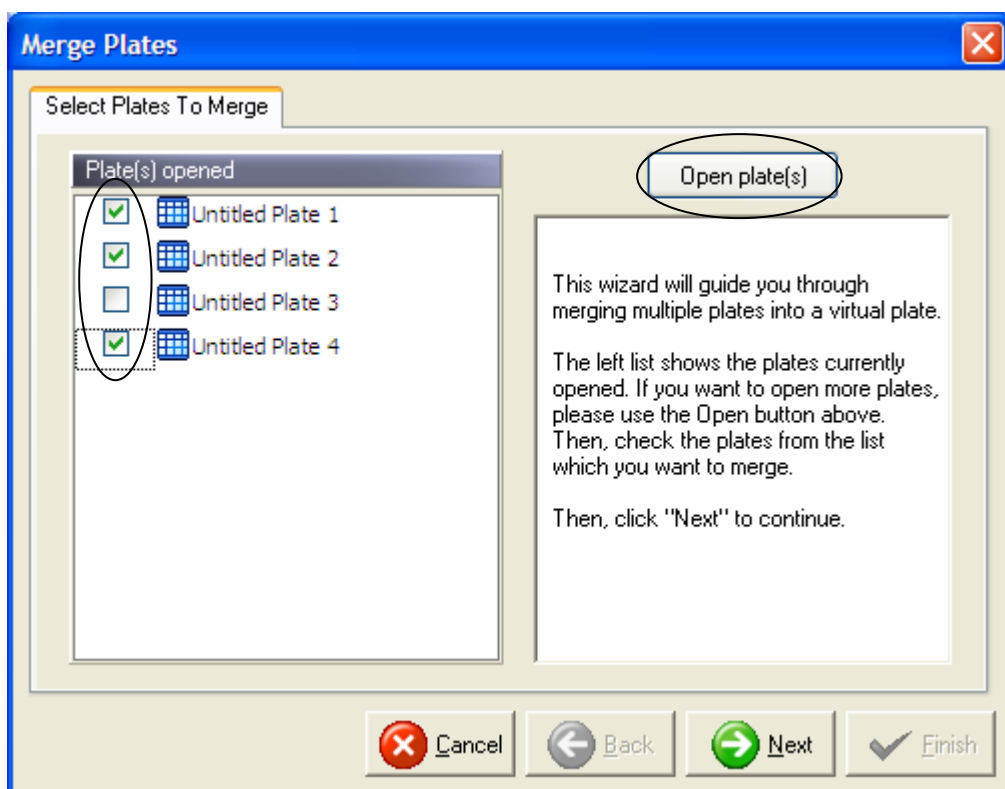 Merge Plates
Select Plates To Merge
Plate(s) opened
Untitled Plate 1
Untitled Plate 2
Untitled Plate 3
Untitled Plate 4
Open plate(s)
This wizard will guide you through
merging multiple plates into a virtual plate.
The left list shows the plates currently
opened. If you want to open more plates,
please use the Open button above.
Then, check the plates from the list
which you want to merge.
Then, click "Next" to continue.
Cancel
Back
Next
Finish